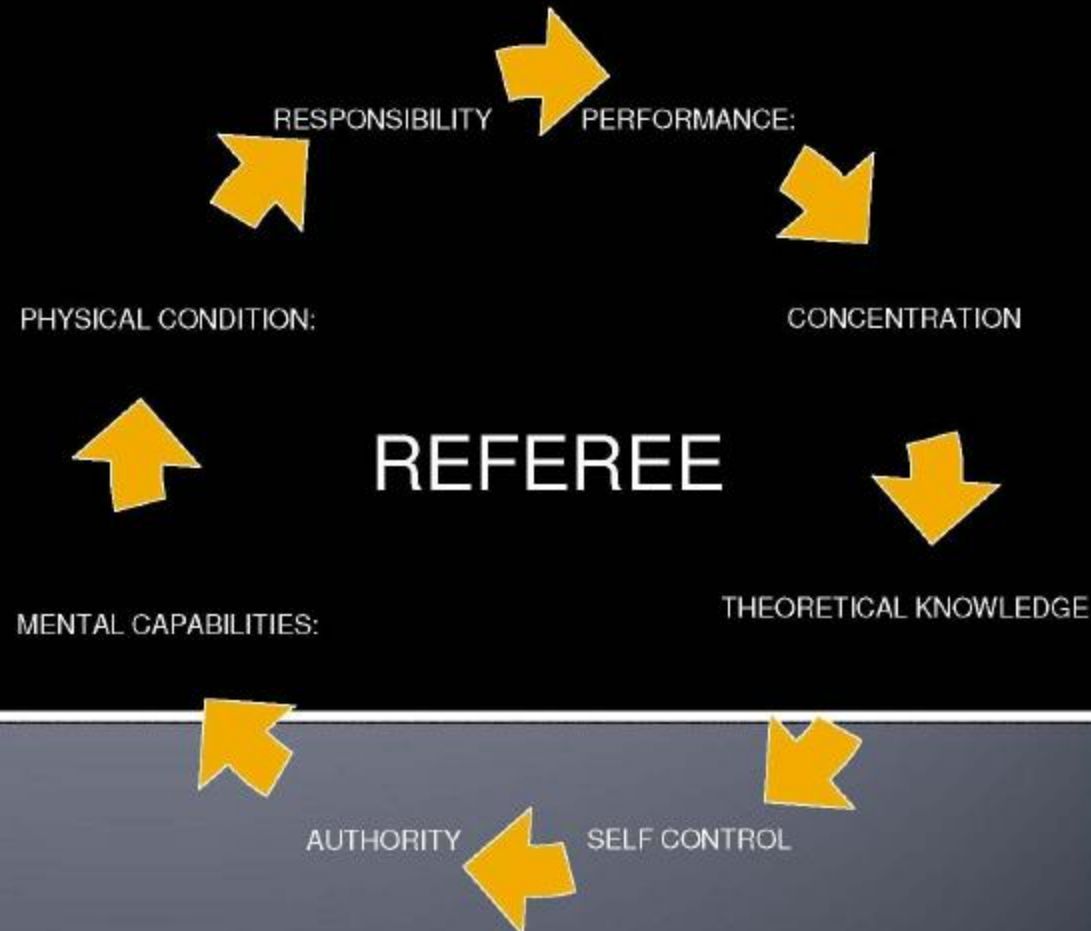 RESPONSIBILITY PERFORMANCE:
PHYSICAL CONDITION: CONCENTRATION
REFEREE
MENTAL CAPABILITIES: THEORETICAL KNOWLEDGE
AUTHORITY SELF CONTROL